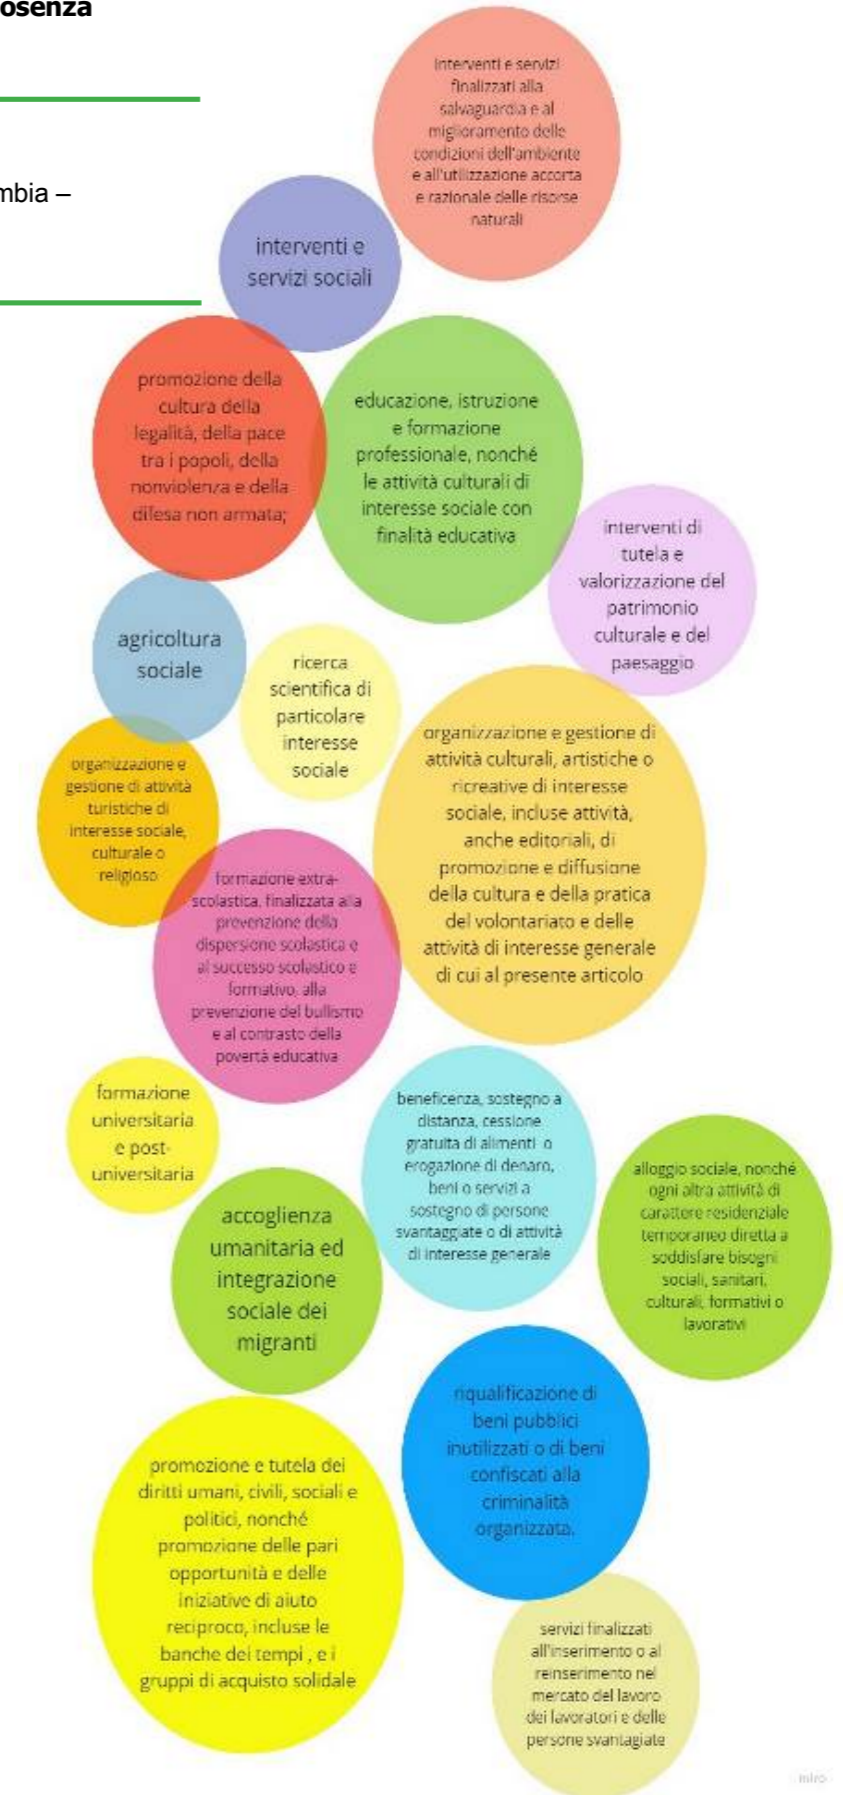 osenza
mbia –
interventi e servizi
finalizzati alla
salvaguardia e al
miglioramento delle
condizioni dell'ambiente
e all'utilizzazione accorta
e razionale delle risorse
naturali
interventi e
servizi sociali
promozione della
cultura della
legalità, della pace
tra i popoli, della
nonviolenza e della
difesa non armata;
educazione, istruzione
e formazione
professionale, nonché
le attività culturali di
interesse sociale con
finalità educativa
interventi di
tutela e
valorizzazione del
patrimonio
culturale e del
paesaggio
agricoltura
sociale
ricerca
scientifica di
particolare
interesse
sociale
organizzazione e gestione di
attività culturali, artistiche o
ricreative di interesse
sociale, incluse attività,
anche editoriali, di
promozione e diffusione
della cultura e della pratica
del volontariato e delle
attività di interesse generale
di cui al presente articolo
organizzazione e
gestione di attività
turistiche di
interesse sociale,
culturale o
religioso
formazione extra-
scolastica, finalizzata alla
prevenzione della
dispersione scolastica e
al successo scolastico e
formativo, alla
prevenzione del bullismo
e al contrasto della
povertà educativa
formazione
universitaria
e post-
universitaria
beneficenza, sostegno a
distanza, cessione
gratuita di alimenti o
erogazione di denaro,
beni o servizi a
sostegno di persone
svantaggiate o di attività
di interesse generale
alloggio sociale, nonché
ogni altra attività di
carattere residenziale
temporaneo diretta a
soddisfare bisogni
sociali, sanitari,
culturali, formativi o
lavorativi
accoglienza
umanitaria ed
integrazione
sociale dei
migranti
riqualificazione di
beni pubblici
inutilizzati o di beni
confiscati alla
criminalità
organizzata.
promozione e tutela dei
diritti umani, civili, sociali e
politici, nonché
promozione delle pari
opportunità e delle
iniziative di aiuto
reciproco, incluse le
banche dei tempi , e i
gruppi di acquisto solidale
servizi finalizzati
all'inserimento o al
reinserimento nel
mercato del lavoro
dei lavoratori e delle
persone svantagiate
miro